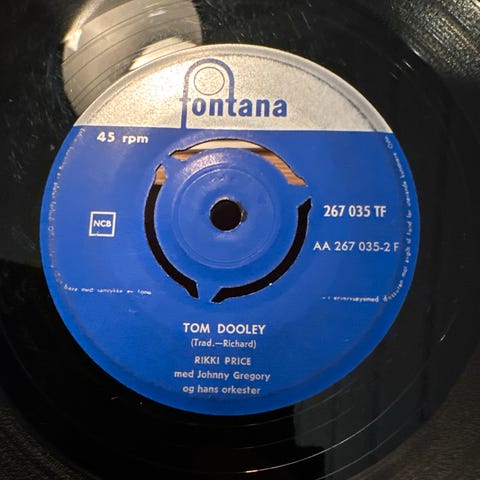 fontana
45 rpm
NCB
267 035 TF
AA 267 035-2 F
TOM DOOLEY
(Trad.—Richard)
RIKKI PRICE
med Johnny Gregory
og hans orkester